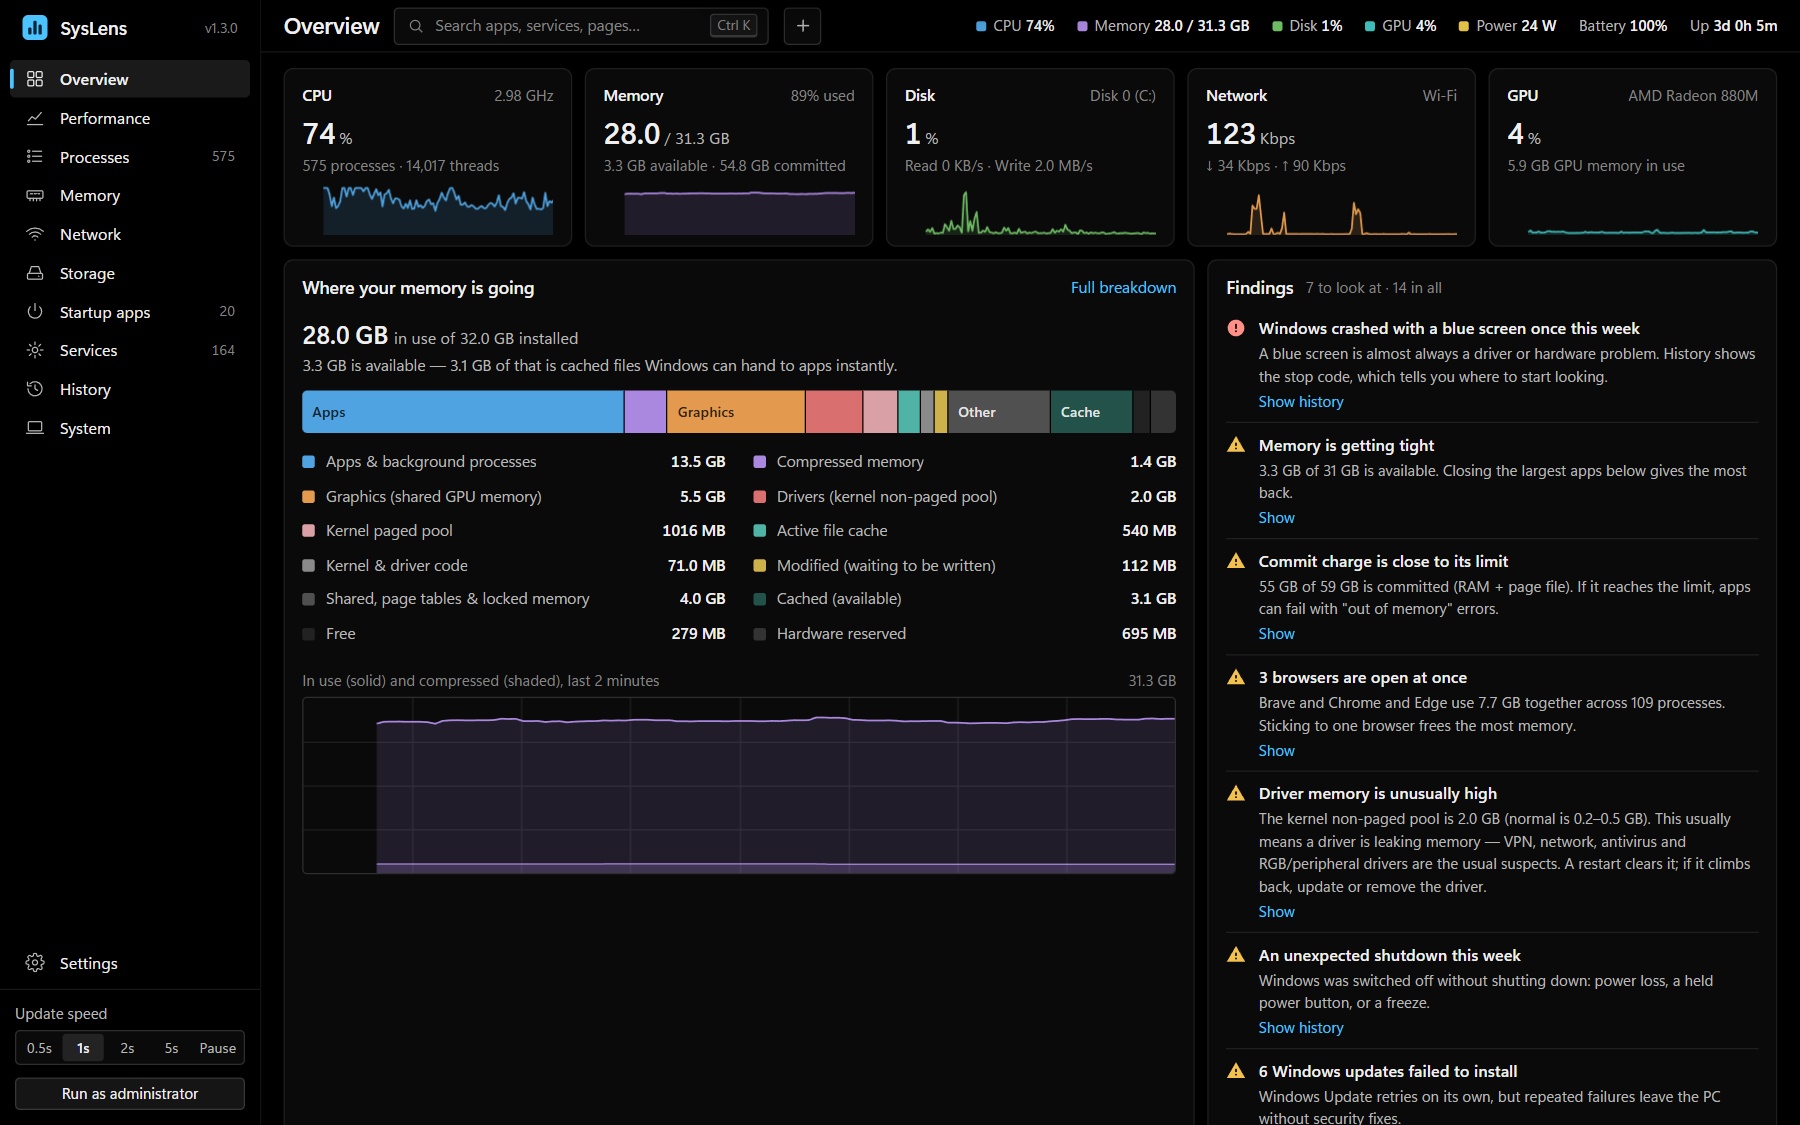 SysLens
v1.3.0
Overview
Performance
Processes
575
Memory
Network
Storage
Startup apps
20
Services
164
History
System
Settings
Update speed
0.5s
1s
2s
5s
Pause
Run as administrator
Overview
Search apps, services, pages...
Ctrl K
+
CPU 74%
Memory 28.0 / 31.3 GB
Disk 1%
GPU 4%
Power 24 W
Battery 100%
Up 3d 0h 5m
CPU
2.98 GHz
74 %
575 processes · 14,017 threads
Memory
89% used
28.0 / 31.3 GB
3.3 GB available · 54.8 GB committed
Disk
Disk 0 (C:)
1 %
Read 0 KB/s · Write 2.0 MB/s
Network
Wi-Fi
123 Kbps
↓ 34 Kbps · ↑ 90 Kbps
GPU
AMD Radeon 880M
4 %
5.9 GB GPU memory in use
Where your memory is going
Full breakdown
28.0 GB in use of 32.0 GB installed
3.3 GB is available — 3.1 GB of that is cached files Windows can hand to apps instantly.
Apps
Graphics
Other
Cache
Apps & background processes
13.5 GB
Compressed memory
1.4 GB
Graphics (shared GPU memory)
5.5 GB
Drivers (kernel non-paged pool)
2.0 GB
Kernel paged pool
1016 MB
Active file cache
540 MB
Kernel & driver code
71.0 MB
Modified (waiting to be written)
112 MB
Shared, page tables & locked memory
4.0 GB
Cached (available)
3.1 GB
Free
279 MB
Hardware reserved
695 MB
In use (solid) and compressed (shaded), last 2 minutes
31.3 GB
Findings
7 to look at · 14 in all
Windows crashed with a blue screen once this week
A blue screen is almost always a driver or hardware problem. History shows
the stop code, which tells you where to start looking.
Show history
Memory is getting tight
3.3 GB of 31 GB is available. Closing the largest apps below gives the most
back.
Show
Commit charge is close to its limit
55 GB of 59 GB is committed (RAM + page file). If it reaches the limit, apps
can fail with "out of memory" errors.
Show
3 browsers are open at once
Brave and Chrome and Edge use 7.7 GB together across 109 processes.
Sticking to one browser frees the most memory.
Show
Driver memory is unusually high
The kernel non-paged pool is 2.0 GB (normal is 0.2–0.5 GB). This usually
means a driver is leaking memory — VPN, network, antivirus and
RGB/peripheral drivers are the usual suspects. A restart clears it; if it climbs
back, update or remove the driver.
Show
An unexpected shutdown this week
Windows was switched off without shutting down: power loss, a held
power button, or a freeze.
Show history
6 Windows updates failed to install
Windows Update retries on its own, but repeated failures leave the PC
without security fixes.